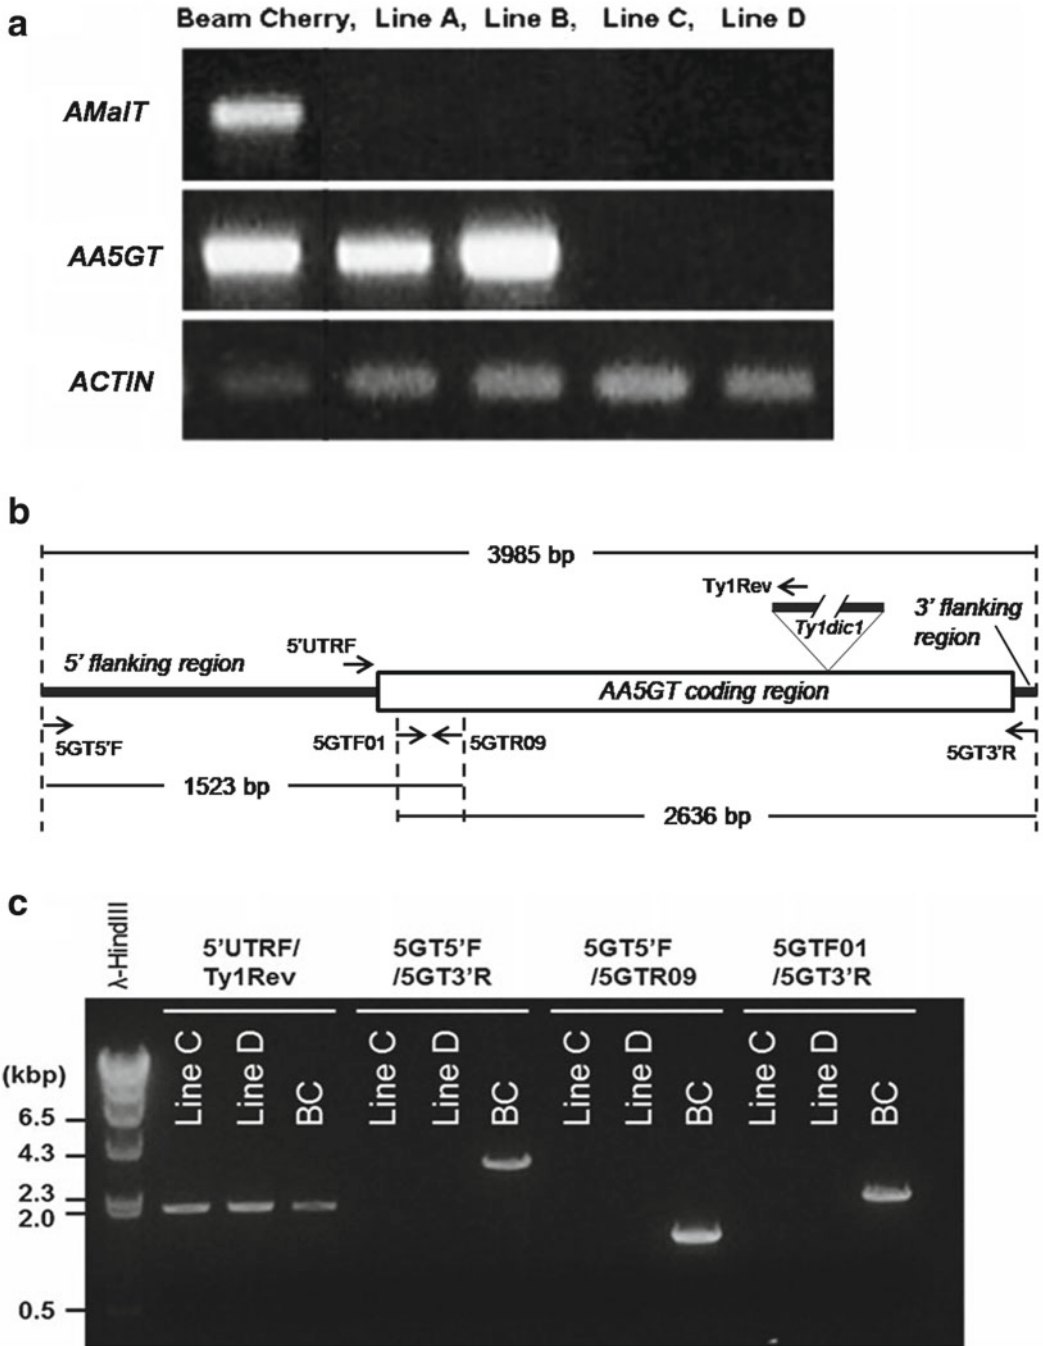 a
Beam Cherry, Line A, Line B, Line C, Line D
AMalT
AA5GT
ACTIN
b
3985 bp
Ty1Rev
Ty1dic1
3' flanking
region
5'UTRF
5' flanking region
AA5GT coding region
5GT5'F
5GTF01
5GTR09
5GT3'R
1523 bp
2636 bp
c
λ-HindIII
5'UTRF/
Ty1Rev
5GT5'F
/5GT3'R
5GT5'F
/5GTR09
5GTF01
/5GT3'R
Line C
Line D
BC
Line C
Line D
BC
Line C
Line D
BC
Line C
Line D
BC
(kbp)
6.5
4.3
2.3
2.0
0.5